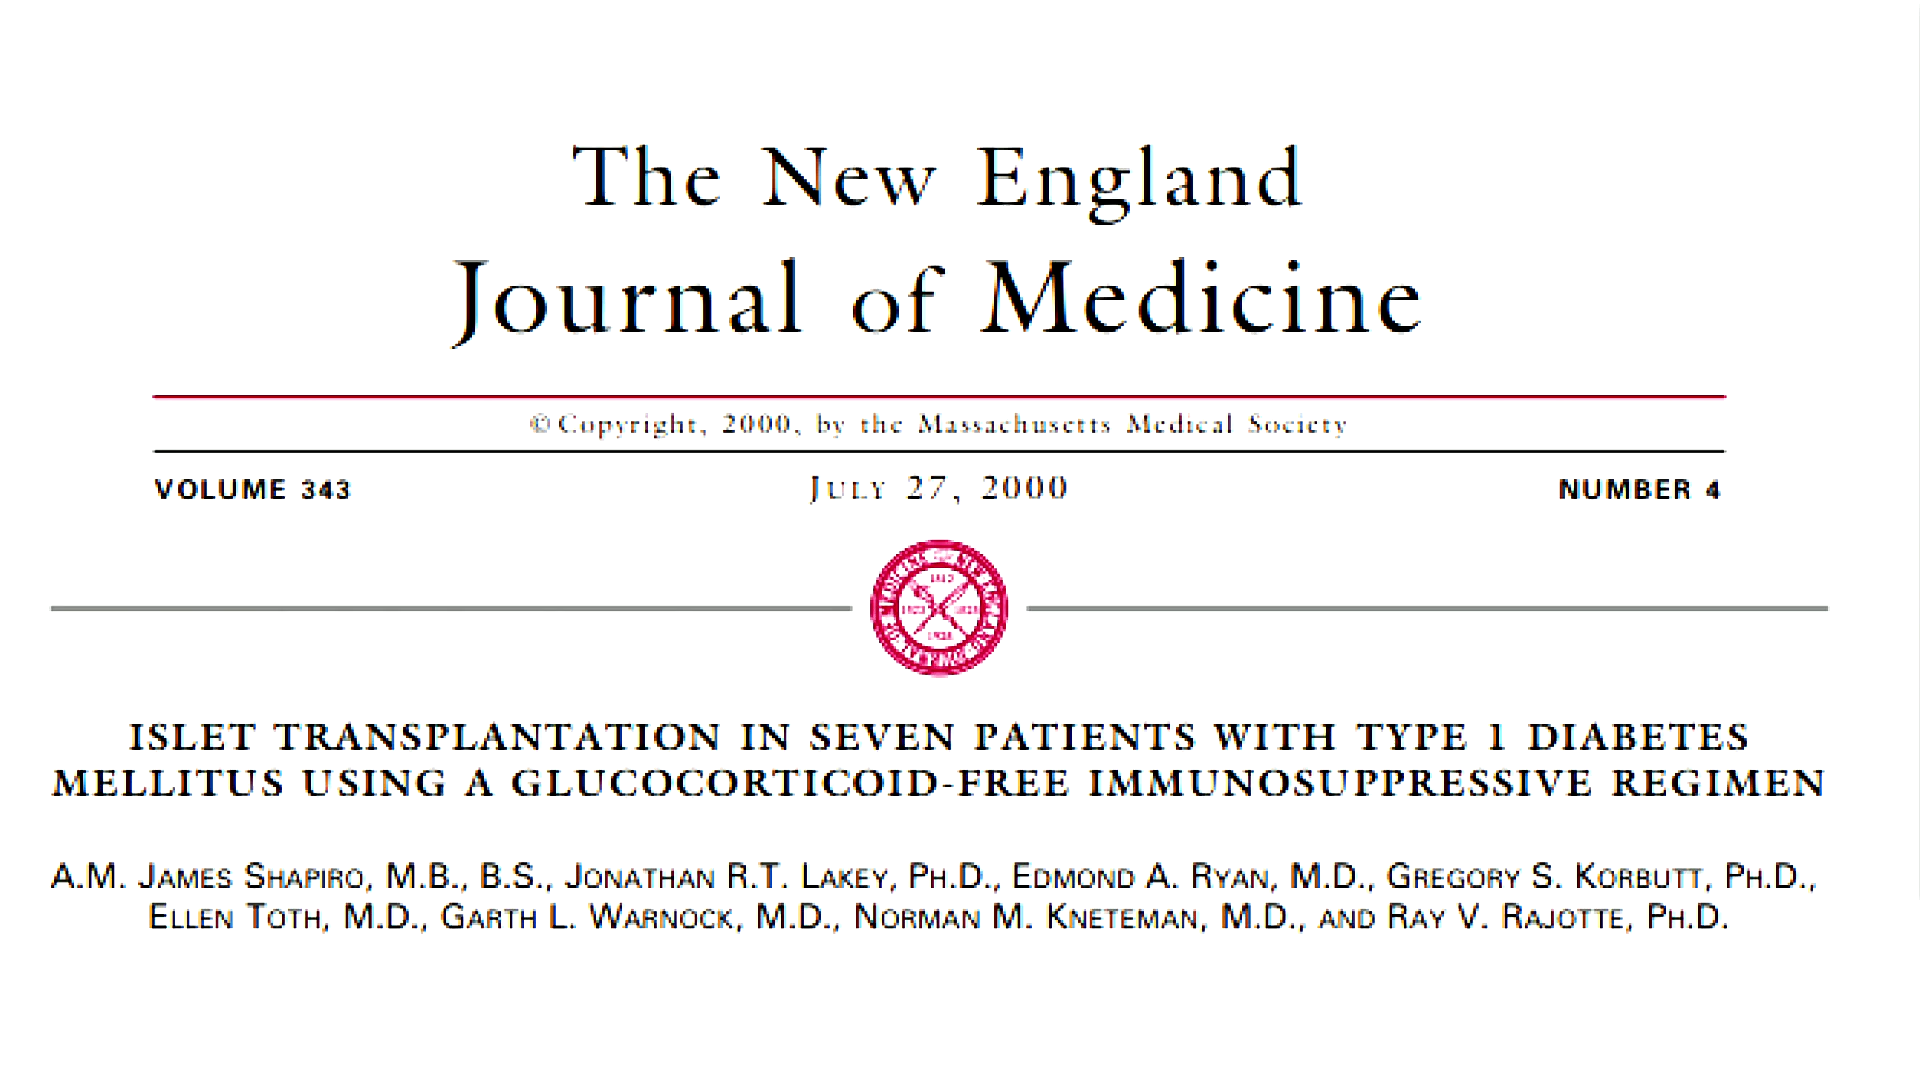 The New England
Journal of Medicine
© Copyright, 2000, by the Massachusetts Medical Society
VOLUME 343 JULY 27, 2000 NUMBER 4
ISLET TRANSPLANTATION IN SEVEN PATIENTS WITH TYPE 1 DIABETES
MELLITUS USING A GLUCOCORTICOID-FREE IMMUNOSUPPRESSIVE REGIMEN
A.M. JAMES SHAPIRO, M.B., B.S., JONATHAN R.T. LAKEY, PH.D., EDMOND A. RYAN, M.D., GREGORY S. KORBUTT, PH.D.,
ELLEN TOTH, M.D., GARTH L. WARNOCK, M.D., NORMAN M. KNETEMAN, M.D., AND RAY V. RAJOTTE, PH.D.